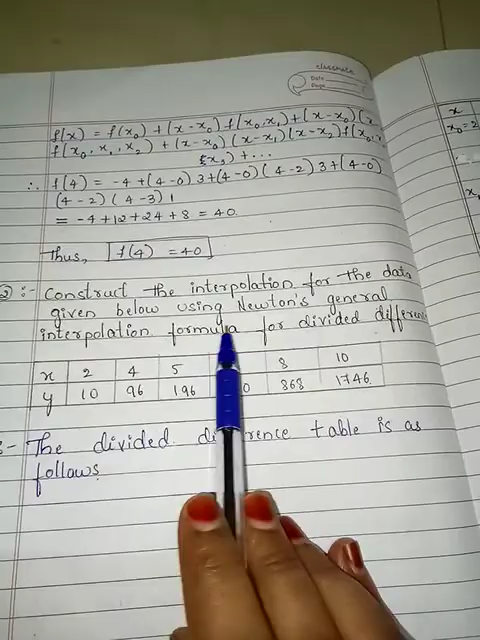 classmate
Date
Page
f(x) = f(x₀) + (x-x₀) f(x₀,x₁) + (x-x₀)(x
f(x₀, x₁, x₂) + (x-x₀) (x-x₁) (x-x₂) f(x₀,
x₃) + ...
∴ f(4) = -4 + (4-0) 3 + (4-0) (4-2) 3 + (4-0)
(4-2) (4-3) 1
= -4+12+24+8 = 40.
Thus, f(4) = 40
② :- Construct the interpolation for the data
given below using Newton's general
interpolation formula for divided differenc
x 2 4 5 8 10
y 10 96 196 0 868 1746.
:- The divided difference table is as
follows
x
x₀=2